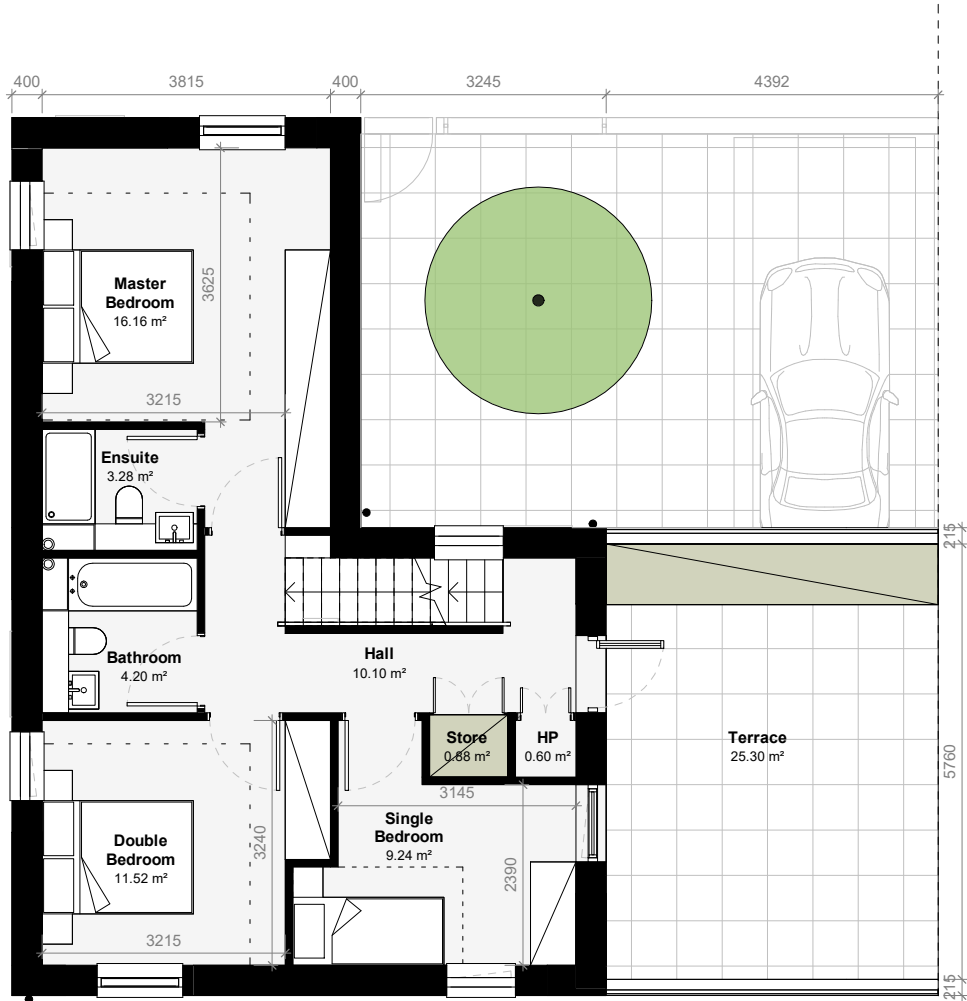 400
3815
400
3245
4392
Master
Bedroom
16.16 m²
3625
3215
Ensuite
3.28 m²
215
Bathroom
4.20 m²
Hall
10.10 m²
Store
0.88 m²
HP
0.60 m²
Terrace
25.30 m²
5760
3145
Single
Bedroom
9.24 m²
Double
Bedroom
11.52 m²
3240
2390
3215
215